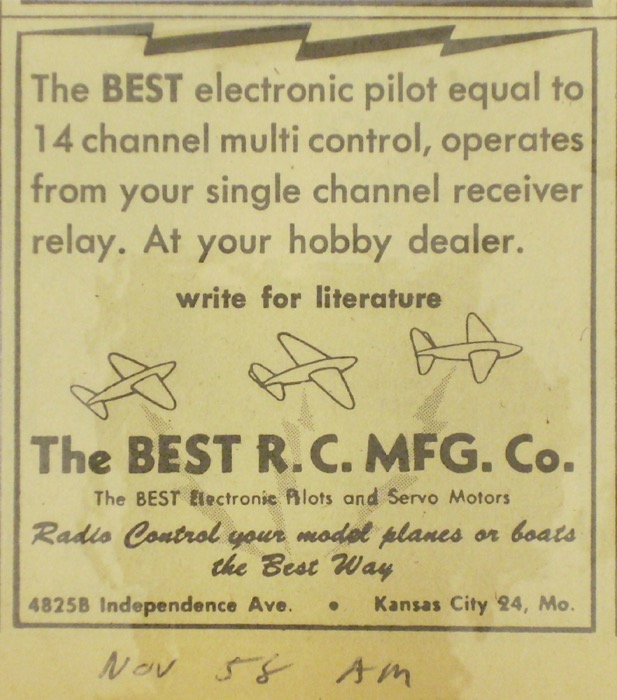 The BEST electronic pilot equal to
14 channel multi control, operates
from your single channel receiver
relay. At your hobby dealer.
write for literature
The BEST R.C. MFG. Co.
The BEST Electronic Pilots and Servo Motors
Radio Control your model planes or boats
the Best Way
4825B Independence Ave. • Kansas City 24, Mo.
Nov 58 AM